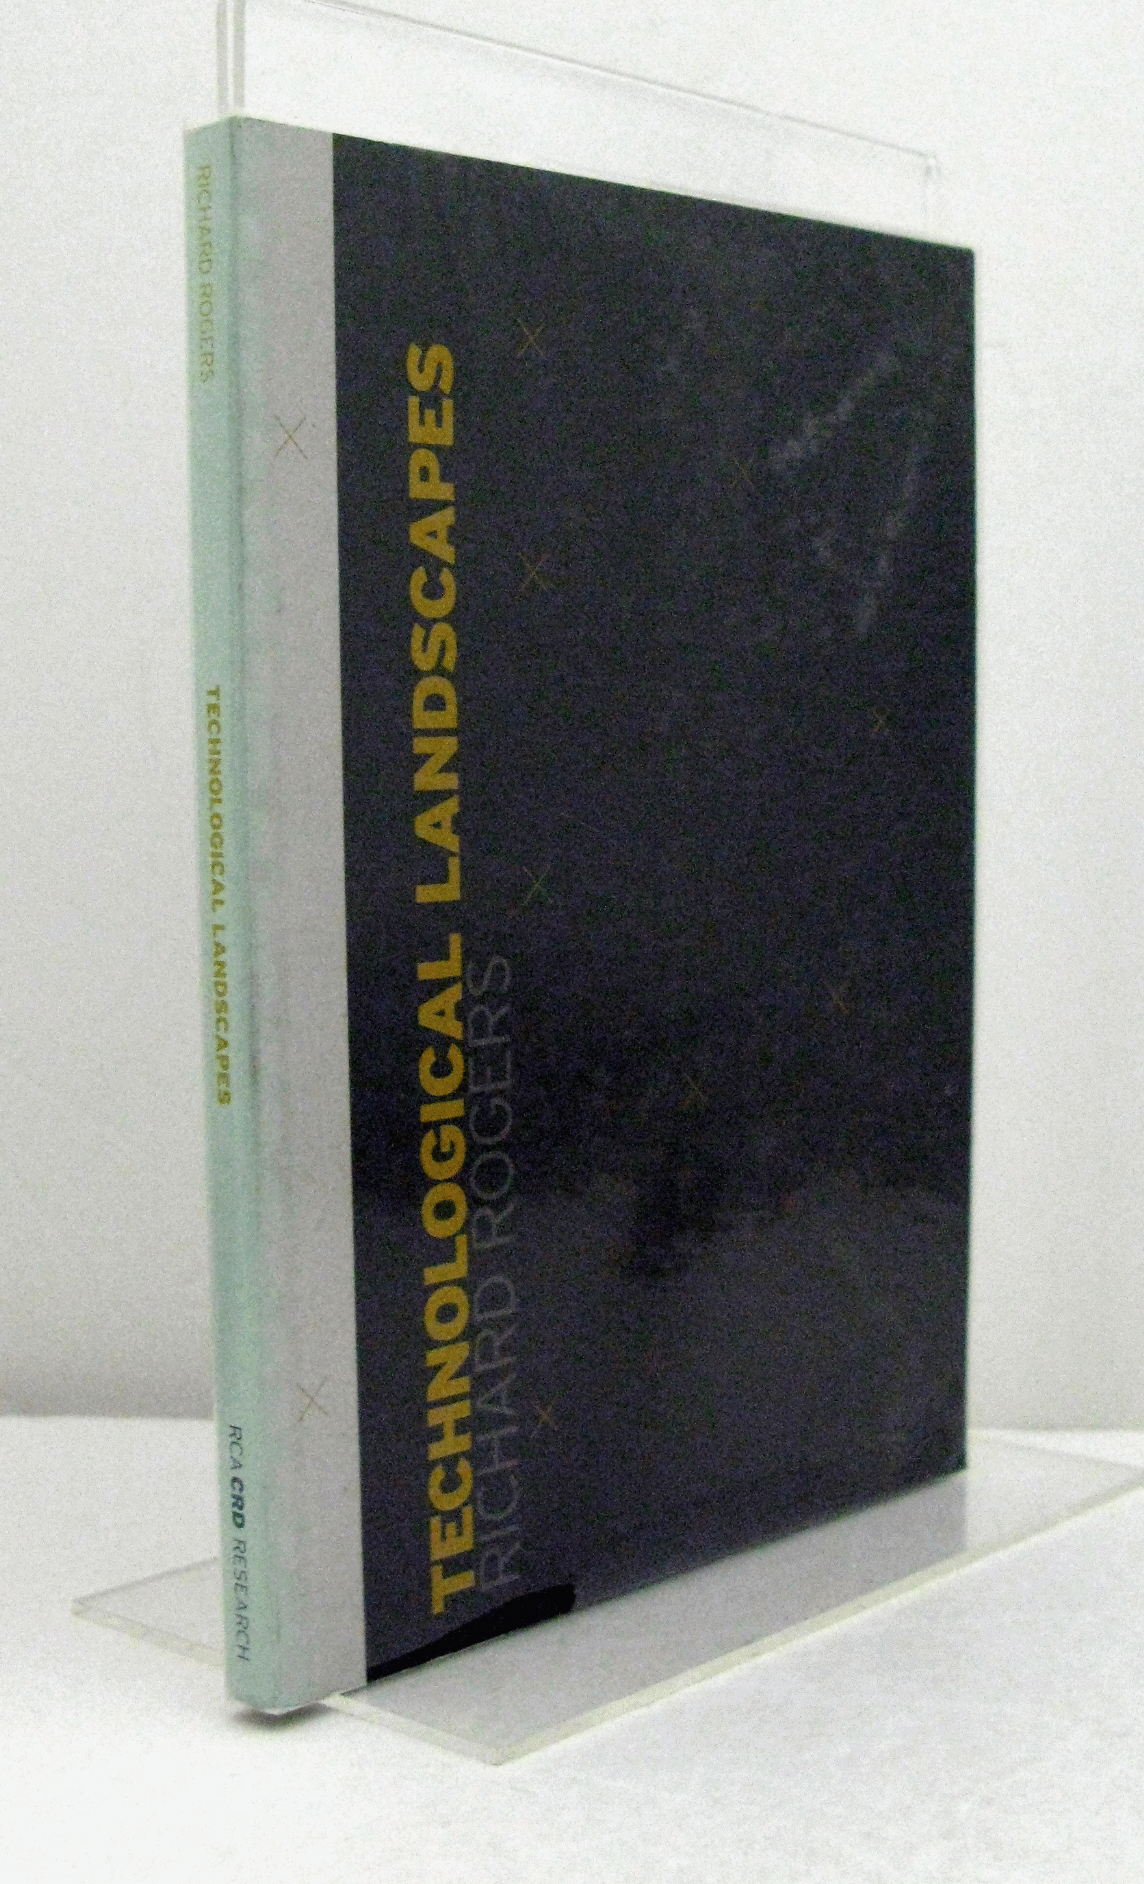 RICHARD ROGERS
TECHNOLOGICAL LANDSCAPES
RCA CRD RESEARCH
TECHNOLOGICAL LANDSCAPES
RICHARD ROGERS